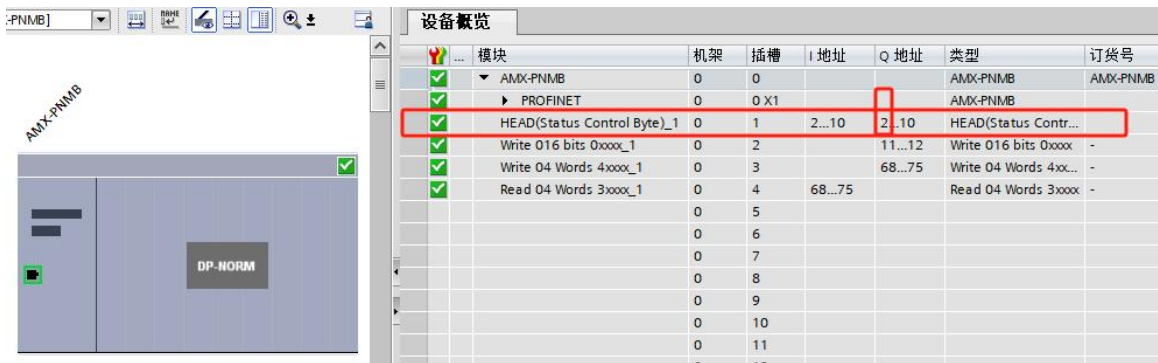 :-PNMB]
设备概览
... 模块 机架 插槽 I 地址 Q 地址 类型 订货号
AMX-PNMB 0 0 AMX-PNMB AMX-PNMB
PROFINET 0 0 X1 AMX-PNMB
HEAD(Status Control Byte)_1 0 1 2...10 2...10 HEAD(Status Contr...
Write 016 bits 0xxxx_1 0 2 11...12 Write 016 bits 0xxxx -
Write 04 Words 4xxxx_1 0 3 68...75 Write 04 Words 4xx... -
Read 04 Words 3xxxx_1 0 4 68...75 Read 04 Words 3xxxx -
0 5
0 6
0 7
0 8
0 9
0 10
0 11
AMX-PNMB
DP-NORM